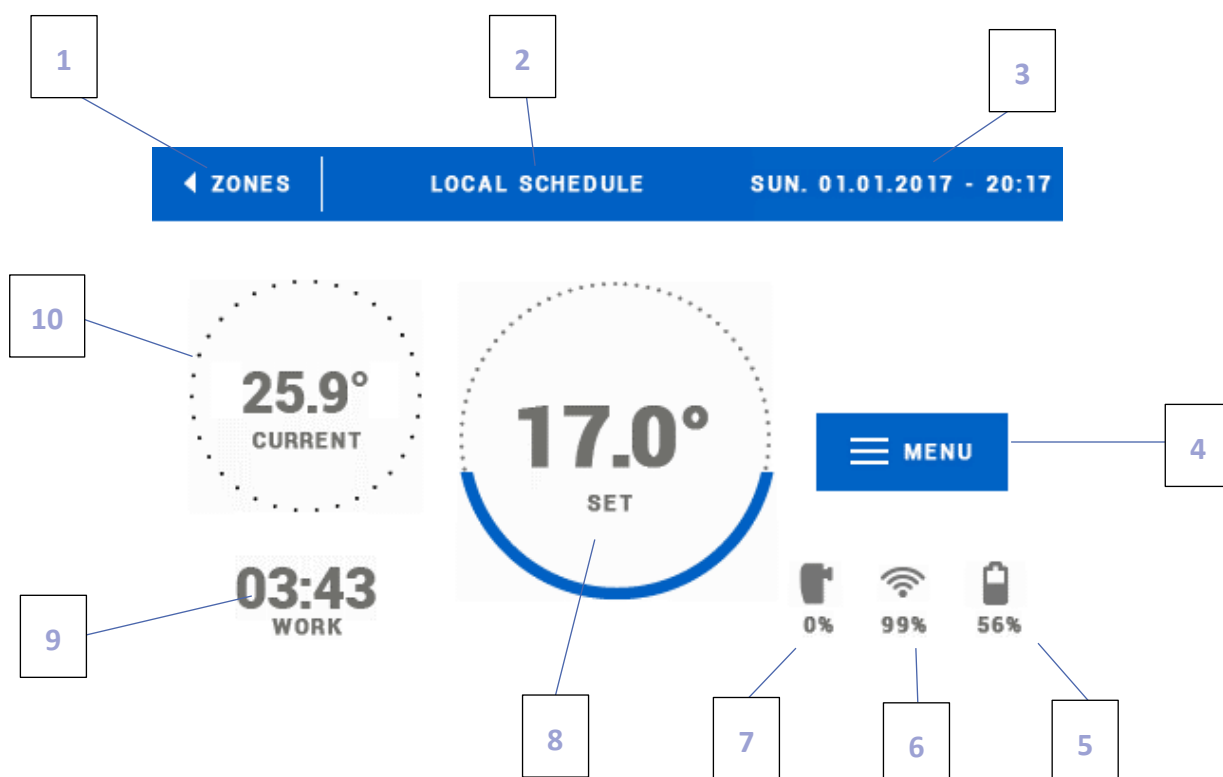 1
2
3
ZONES
LOCAL SCHEDULE
SUN. 01.01.2017 - 20:17
10
25.9°
CURRENT
17.0°
SET
MENU
4
03:43
WORK
0%
99%
56%
9
8
7
6
5